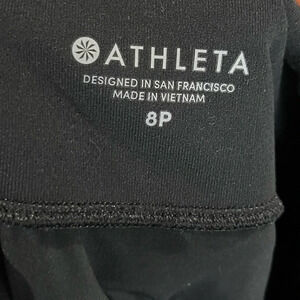 ATHLETA
DESIGNED IN SAN FRANCISCO
MADE IN VIETNAM
8P